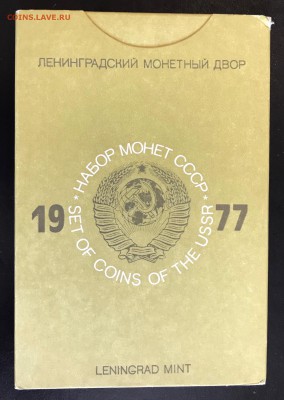 COINS.LAVE.RU
ЛЕНИНГРАДСКИЙ МОНЕТНЫЙ ДВОР
* НАБОР МОНЕТ СССР *
19 77
SET OF COINS OF THE USSR
LENINGRAD MINT